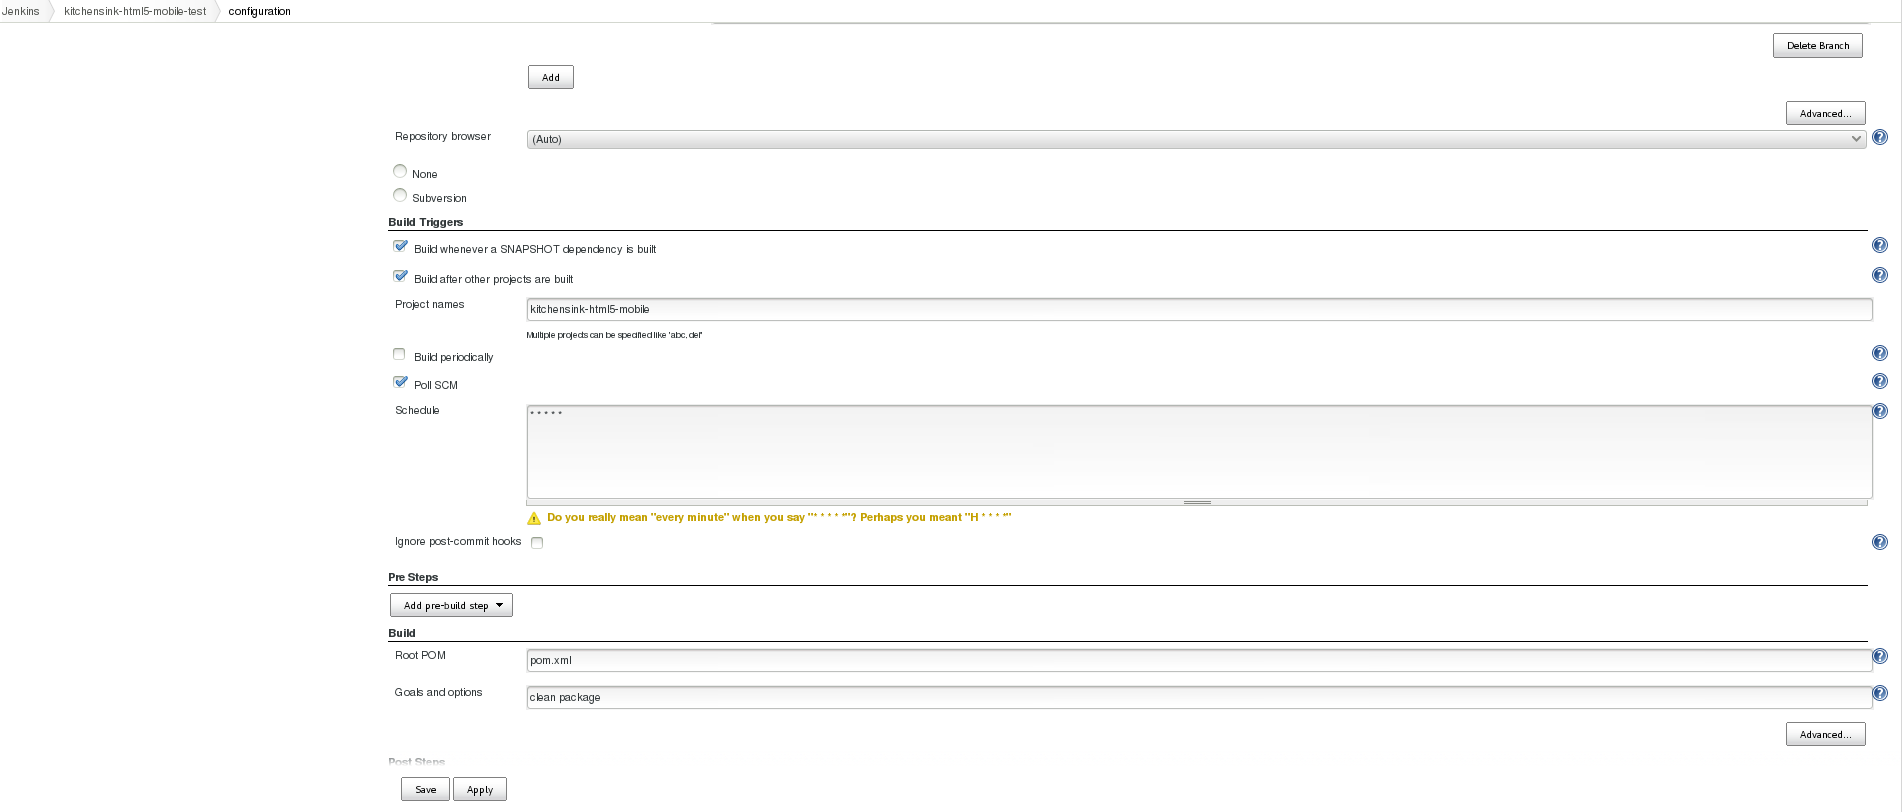 Jenkins kitchensink-html5-mobile-test configuration
Delete Branch
Add
Advanced...
Repository browser (Auto)
None
Subversion
Build Triggers
Build whenever a SNAPSHOT dependency is built
Build after other projects are built
Project names kitchensink-html5-mobile
Multiple projects can be specified like 'abc, def'
Build periodically
Poll SCM
Schedule * * * * *
Do you really mean "every minute" when you say "* * * * *"? Perhaps you meant "H * * * *"
Ignore post-commit hooks
Pre Steps
Add pre-build step
Build
Root POM pom.xml
Goals and options clean package
Advanced...
Post Steps
Save Apply